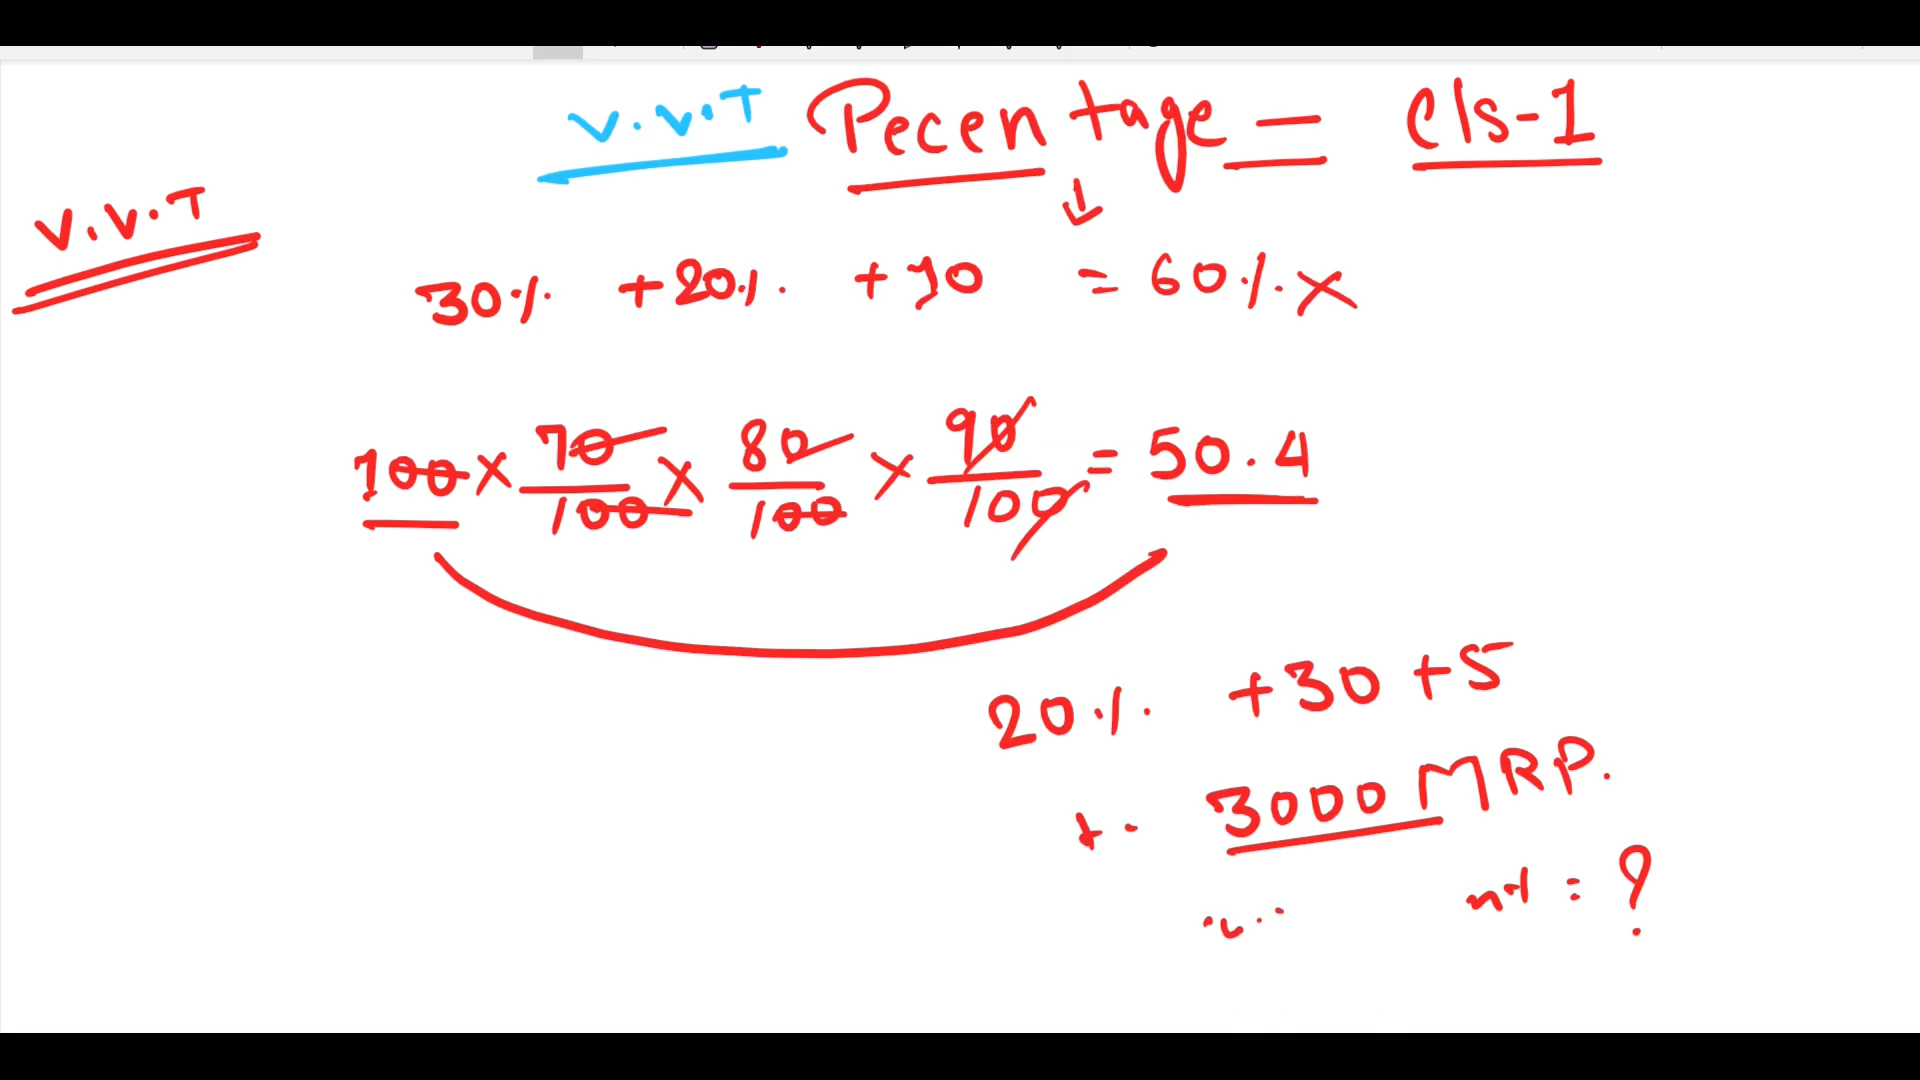 V.V.T Pecentage = Cls-1
V.V.T
30% +20% +10 = 60% ×
100 × 70/100 × 80/100 × 90/100 = 50.4
20% +30 +5
3000 MRP.
= ?